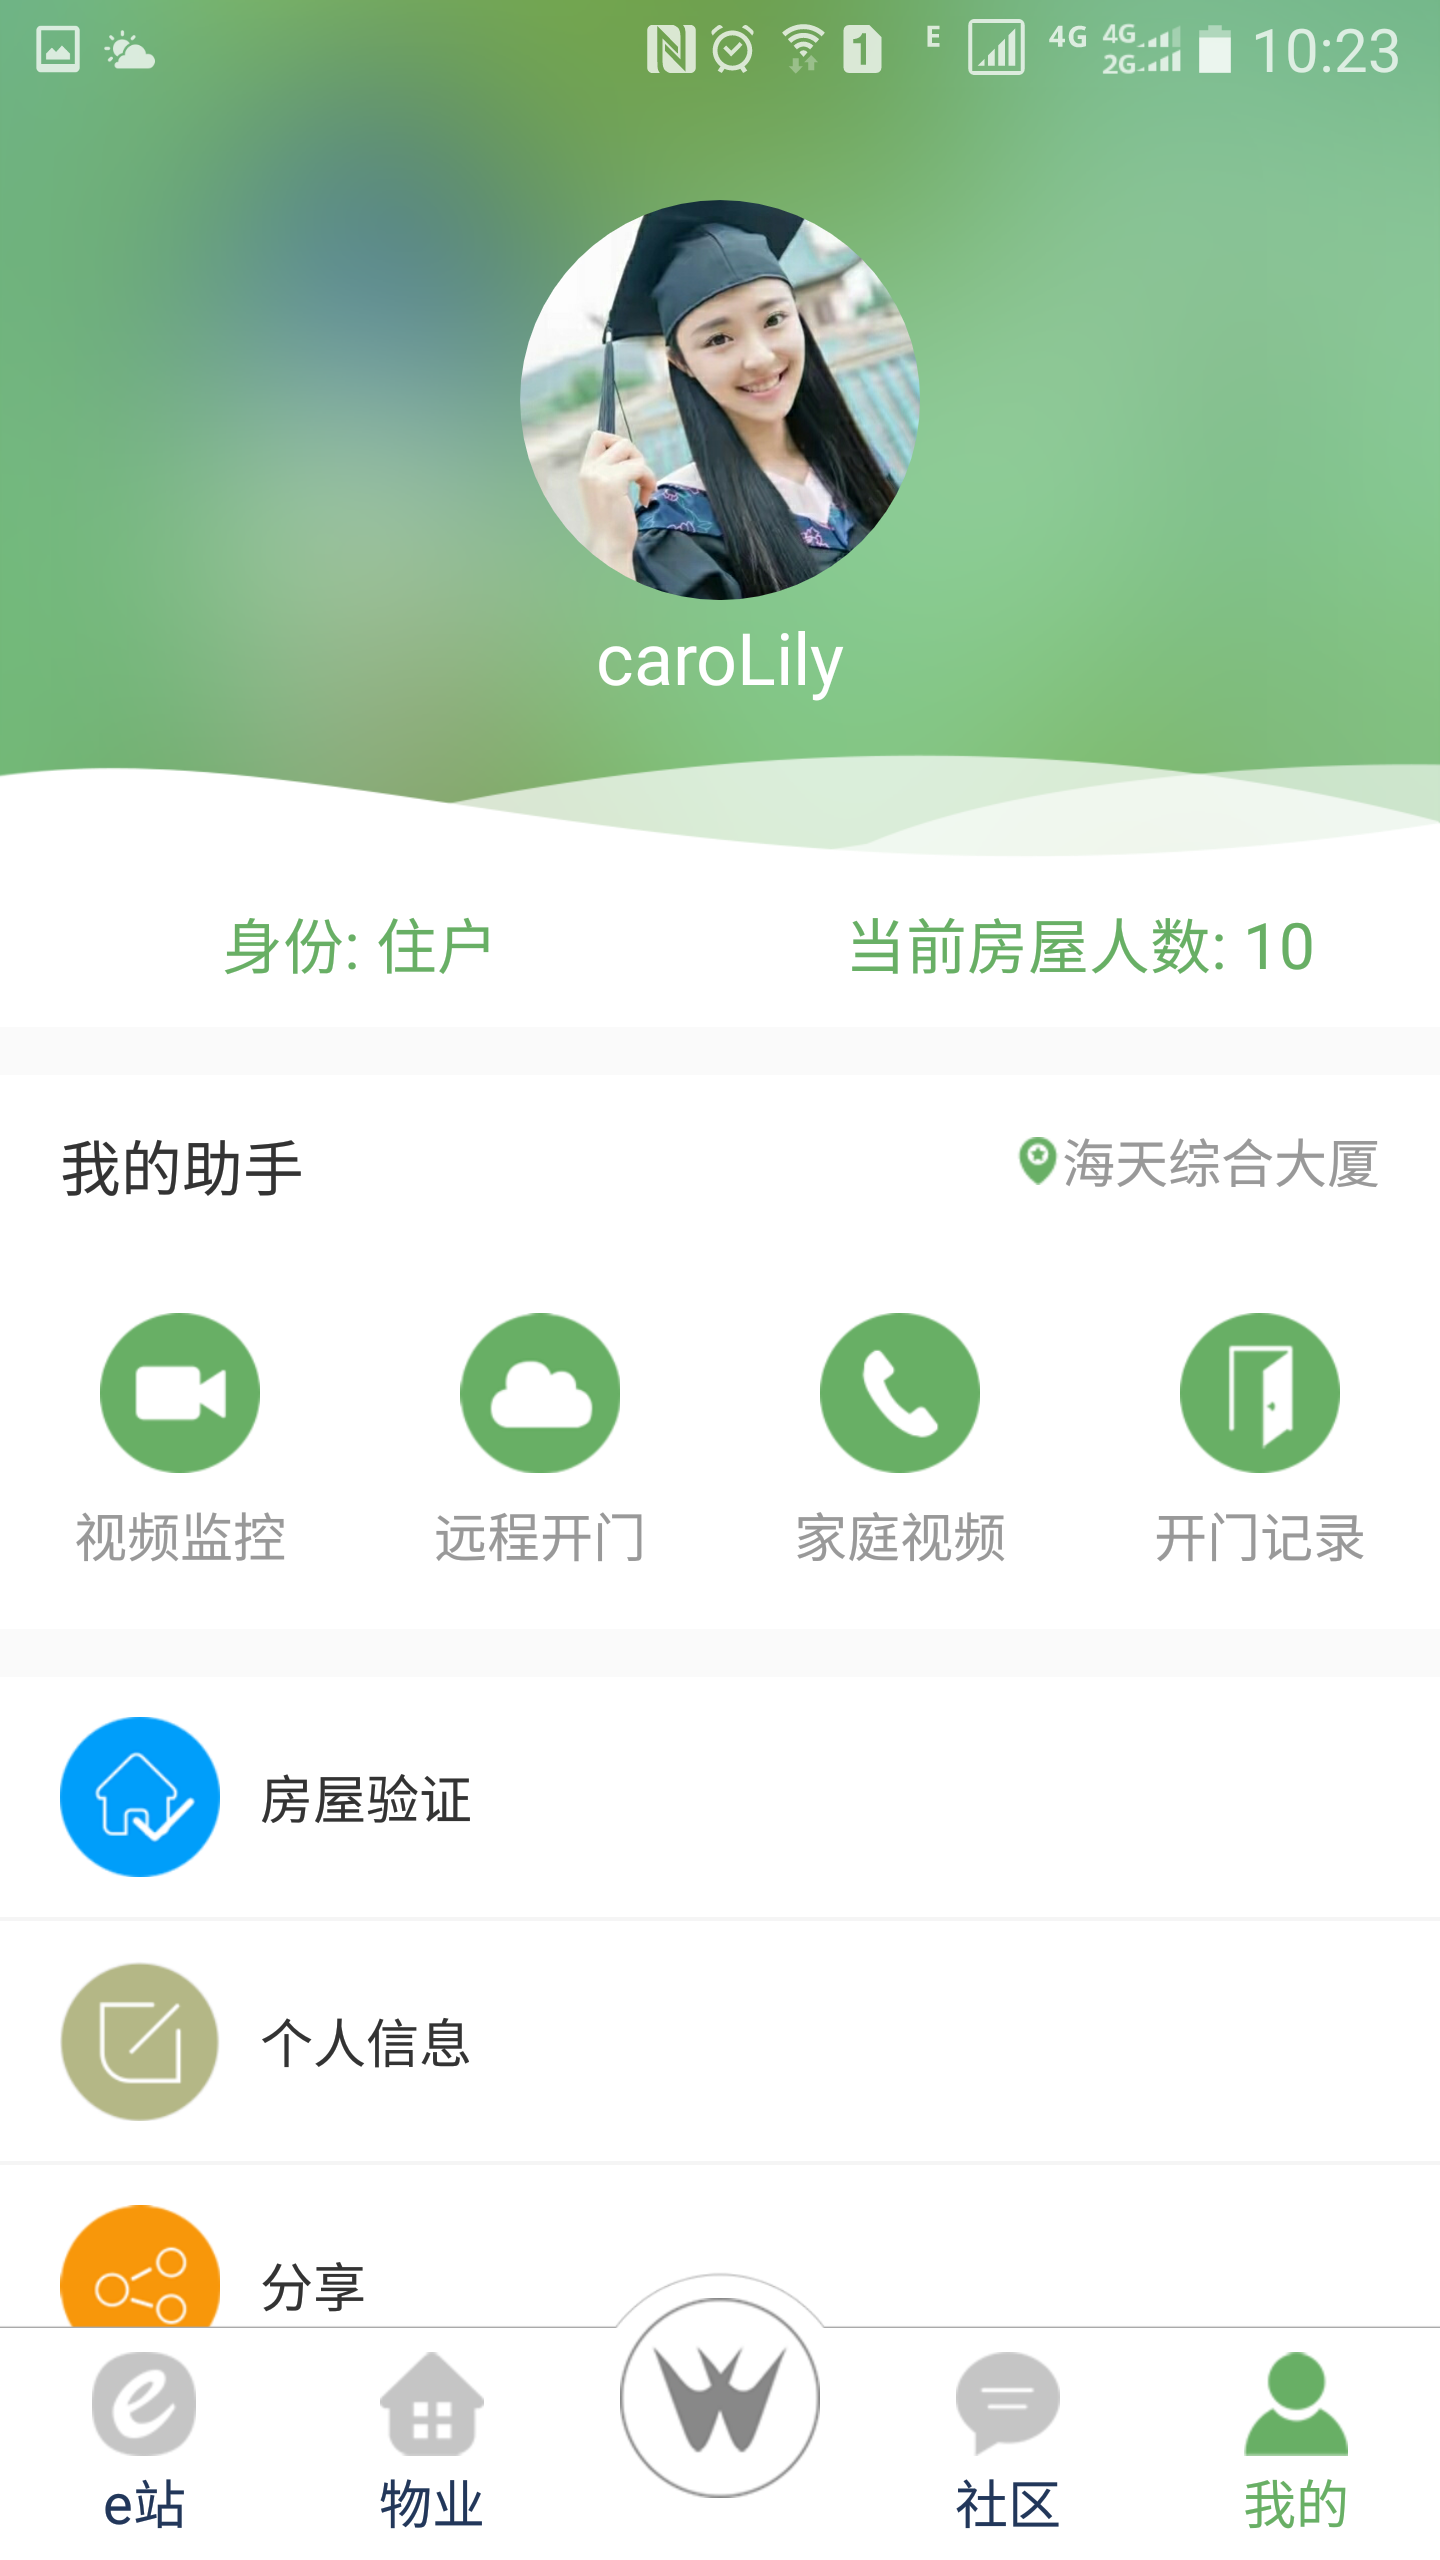 1 E 4G 4G 2G 10:23
caroLily
身份: 住户
当前房屋人数: 10
我的助手
海天综合大厦
视频监控 远程开门 家庭视频 开门记录
房屋验证
个人信息
分享
e站 物业 社区 我的